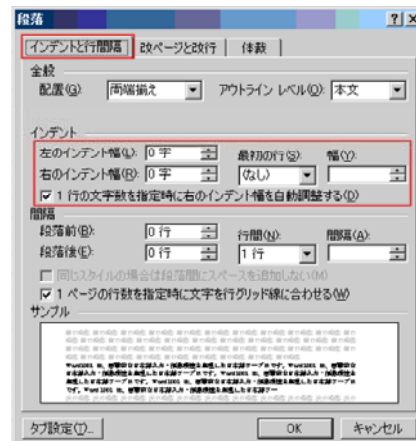 段落
インデントと行間隔 改ページと改行 体裁
全般
配置(G): 両端揃え アウトライン レベル(O): 本文
インデント
左のインデント幅(L): 0 字 最初の行(S): 幅(Y):
右のインデント幅(R): 0 字 (なし)
1 行の文字数を指定時に右のインデント幅を自動調整する(D)
間隔
段落前(B): 0 行 行間(N): 間隔(A):
段落後(E): 0 行 1 行
同じスタイルの場合は段落間にスペースを追加しない(M)
1 ページの行数を指定時に文字を行グリッド線に合わせる(W)
サンプル
タブ設定(T)... OK キャンセル